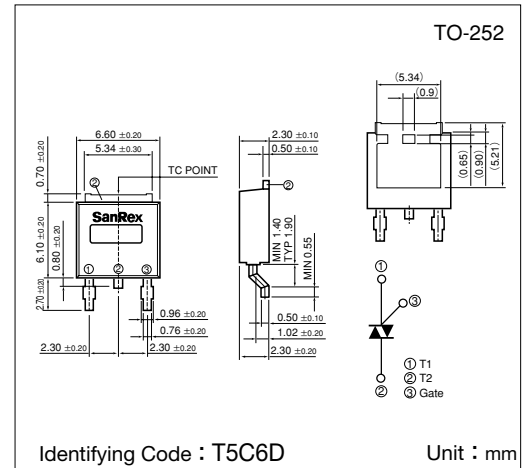 TO-252
(5.34)
(0.9)
(0.65)
(0.90)
(5.21)
6.60 ±0.20
5.34 ±0.30
TC POINT
0.70 ±0.20
②
SanRex
6.10 ±0.20
0.80 ±0.20
① ② ③
2.70 ±0.20
0.96 ±0.20
0.76 ±0.20
2.30 ±0.20
2.30 ±0.20
2.30 ±0.10
0.50 ±0.10
②
MIN 1.40
TYP 1.90
MIN 0.55
0.50 ±0.10
1.02 ±0.20
2.30 ±0.20
①
③
②
① T1
② T2
③ Gate
Identifying Code：T5C6D
Unit：mm